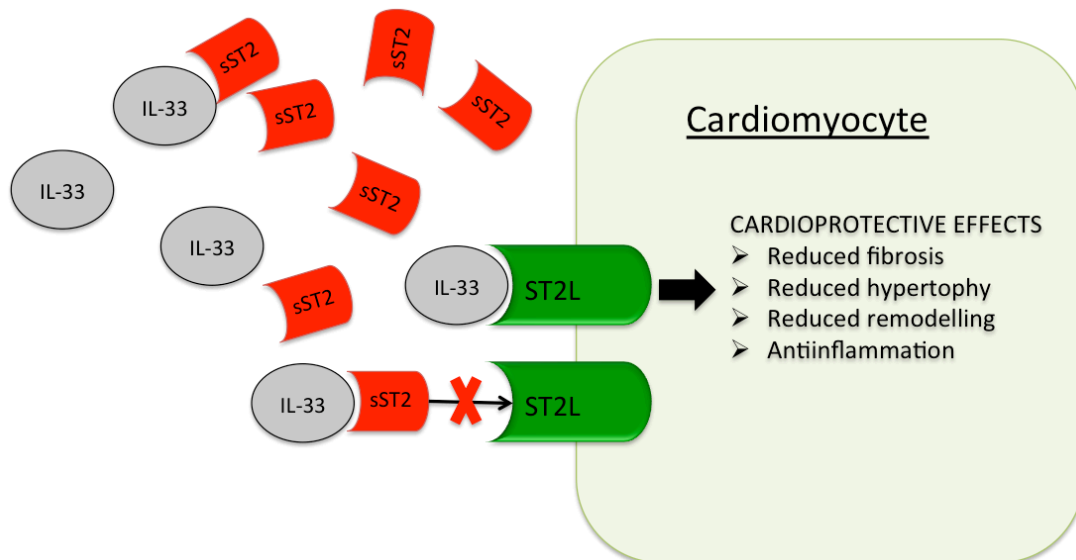 sST2
sST2
IL-33
sST2
sST2
IL-33
sST2
IL-33
Cardiomyocyte
CARDIOPROTECTIVE EFFECTS
➢ Reduced fibrosis
➢ Reduced hypertophy
➢ Reduced remodelling
➢ Antiinflammation
IL-33
ST2L
sST2
IL-33
sST2
ST2L